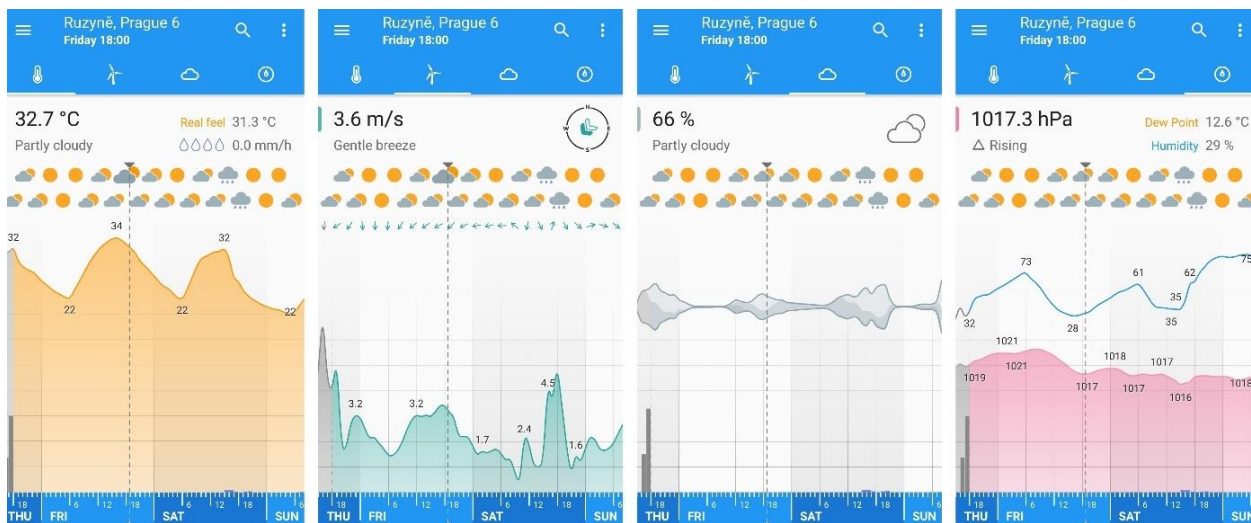 Ruzyně, Prague 6
Friday 18:00
32.7 °C
Real feel 31.3 °C
Partly cloudy
0.0 mm/h
32
34
32
22
22
22
18 6 12 18 6 12 18 6
THU FRI SAT SUN
Ruzyně, Prague 6
Friday 18:00
3.6 m/s
Gentle breeze
N
W E
S
3.2
3.2
1.7
2.4
4.5
1.6
18 6 12 18 6 12 18 6
THU FRI SAT SUN
Ruzyně, Prague 6
Friday 18:00
66 %
Partly cloudy
18 6 12 18 6 12 18 6
THU FRI SAT SUN
Ruzyně, Prague 6
Friday 18:00
1017.3 hPa
Dew Point 12.6 °C
Rising
Humidity 29 %
32
73
28
61
35
35
62
75
1019
1021
1021
1017
1018
1017
1017
1016
1018
18 6 12 18 6 12 18
THU FRI SAT SUN